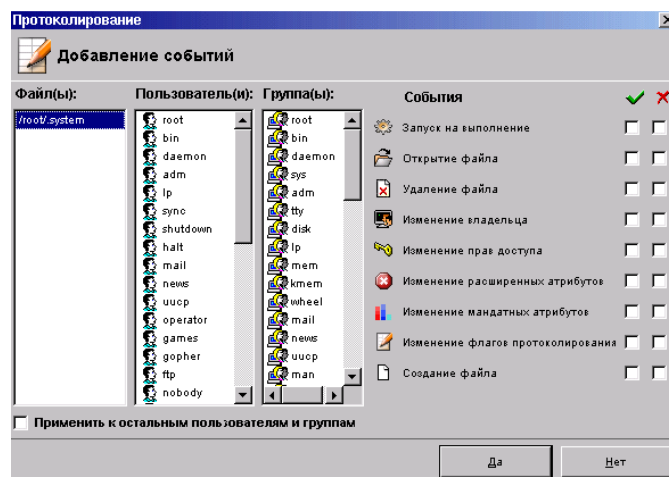 Протоколирование
Добавление событий
Файл(ы):
/root/.system
Пользователь(и):
root
bin
daemon
adm
lp
sync
shutdown
halt
mail
news
uucp
operator
games
gopher
ftp
nobody
Группа(ы):
root
bin
daemon
sys
adm
tty
disk
lp
mem
kmem
wheel
mail
news
uucp
man
События
Запуск на выполнение
Открытие файла
Удаление файла
Изменение владельца
Изменение прав доступа
Изменение расширенных атрибутов
Изменение мандатных атрибутов
Изменение флагов протоколирования
Создание файла
Применить к остальным пользователям и группам
Да
Нет